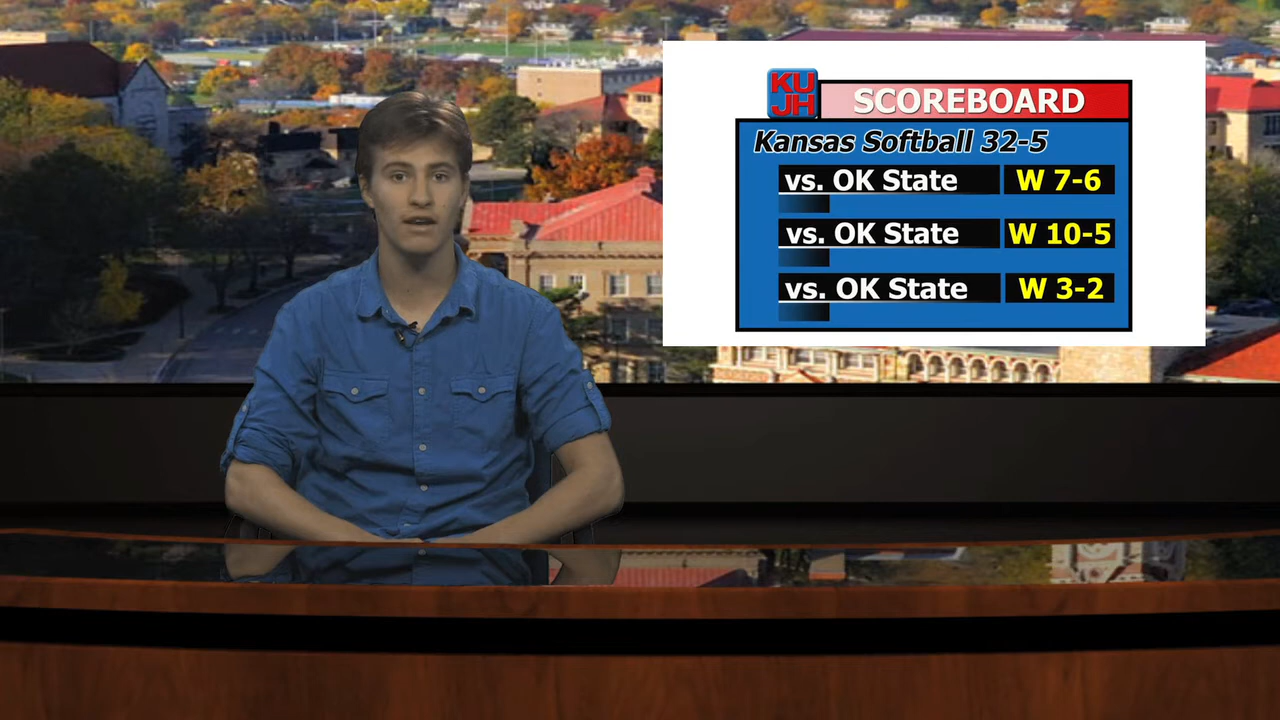 KU
JH
SCOREBOARD
Kansas Softball 32-5
vs. OK State W 7-6
vs. OK State W 10-5
vs. OK State W 3-2